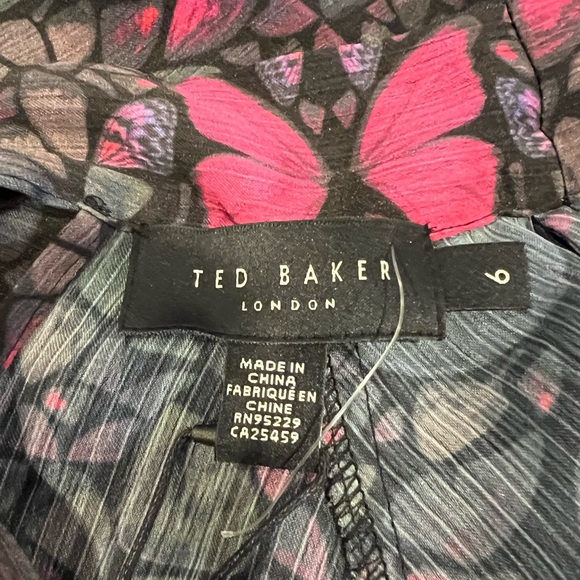 TED BAKER
LONDON
6
MADE IN
CHINA
FABRIQUÉ EN
CHINE
RN95229
CA25459